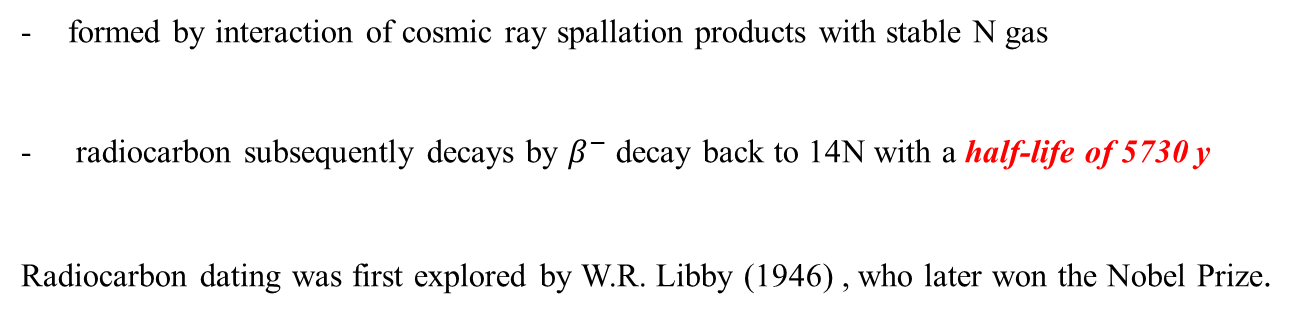 - formed by interaction of cosmic ray spallation products with stable N gas
- radiocarbon subsequently decays by β⁻ decay back to 14N with a half-life of 5730 y
Radiocarbon dating was first explored by W.R. Libby (1946) , who later won the Nobel Prize.